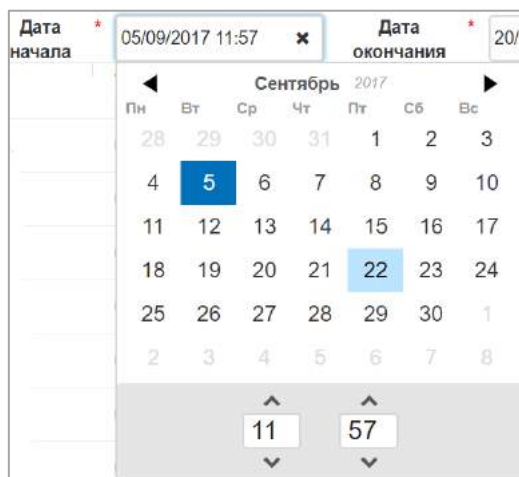 Дата *
начала
05/09/2017 11:57 ×
Дата *
окончания
20/
Сентябрь 2017
Пн Вт Ср Чт Пт Сб Вс
28 29 30 31 1 2 3
4 5 6 7 8 9 10
11 12 13 14 15 16 17
18 19 20 21 22 23 24
25 26 27 28 29 30 1
2 3 4 5 6 7 8
11 57